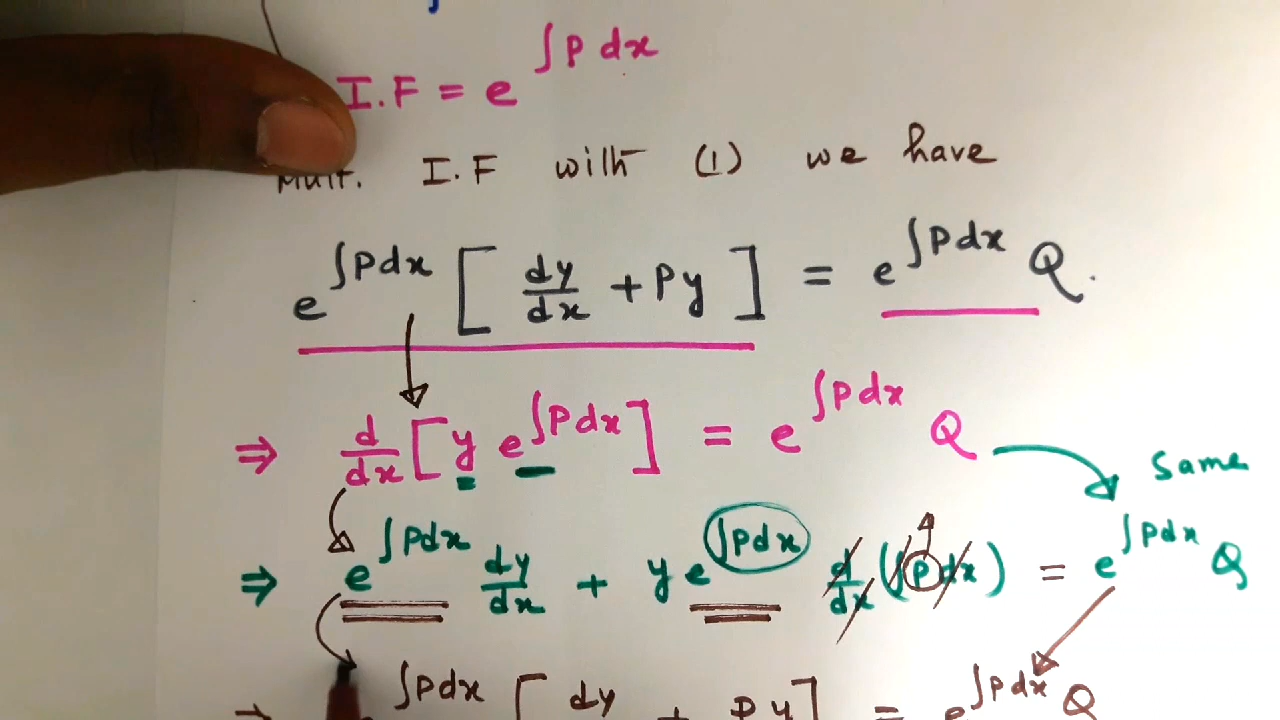 I.F = e^∫P dx
Mult. I.F with (1) we have
e^∫Pdx [ dy/dx + Py ] = e^∫Pdx Q.
⇒ d/dx [ y e^∫Pdx ] = e^∫Pdx Q
Same
⇒ e^∫Pdx dy/dx + y e^∫Pdx d/dx (∫P dx) = e^∫Pdx Q
⇒ e^∫Pdx [ dy + Py ] = e^∫Pdx Q